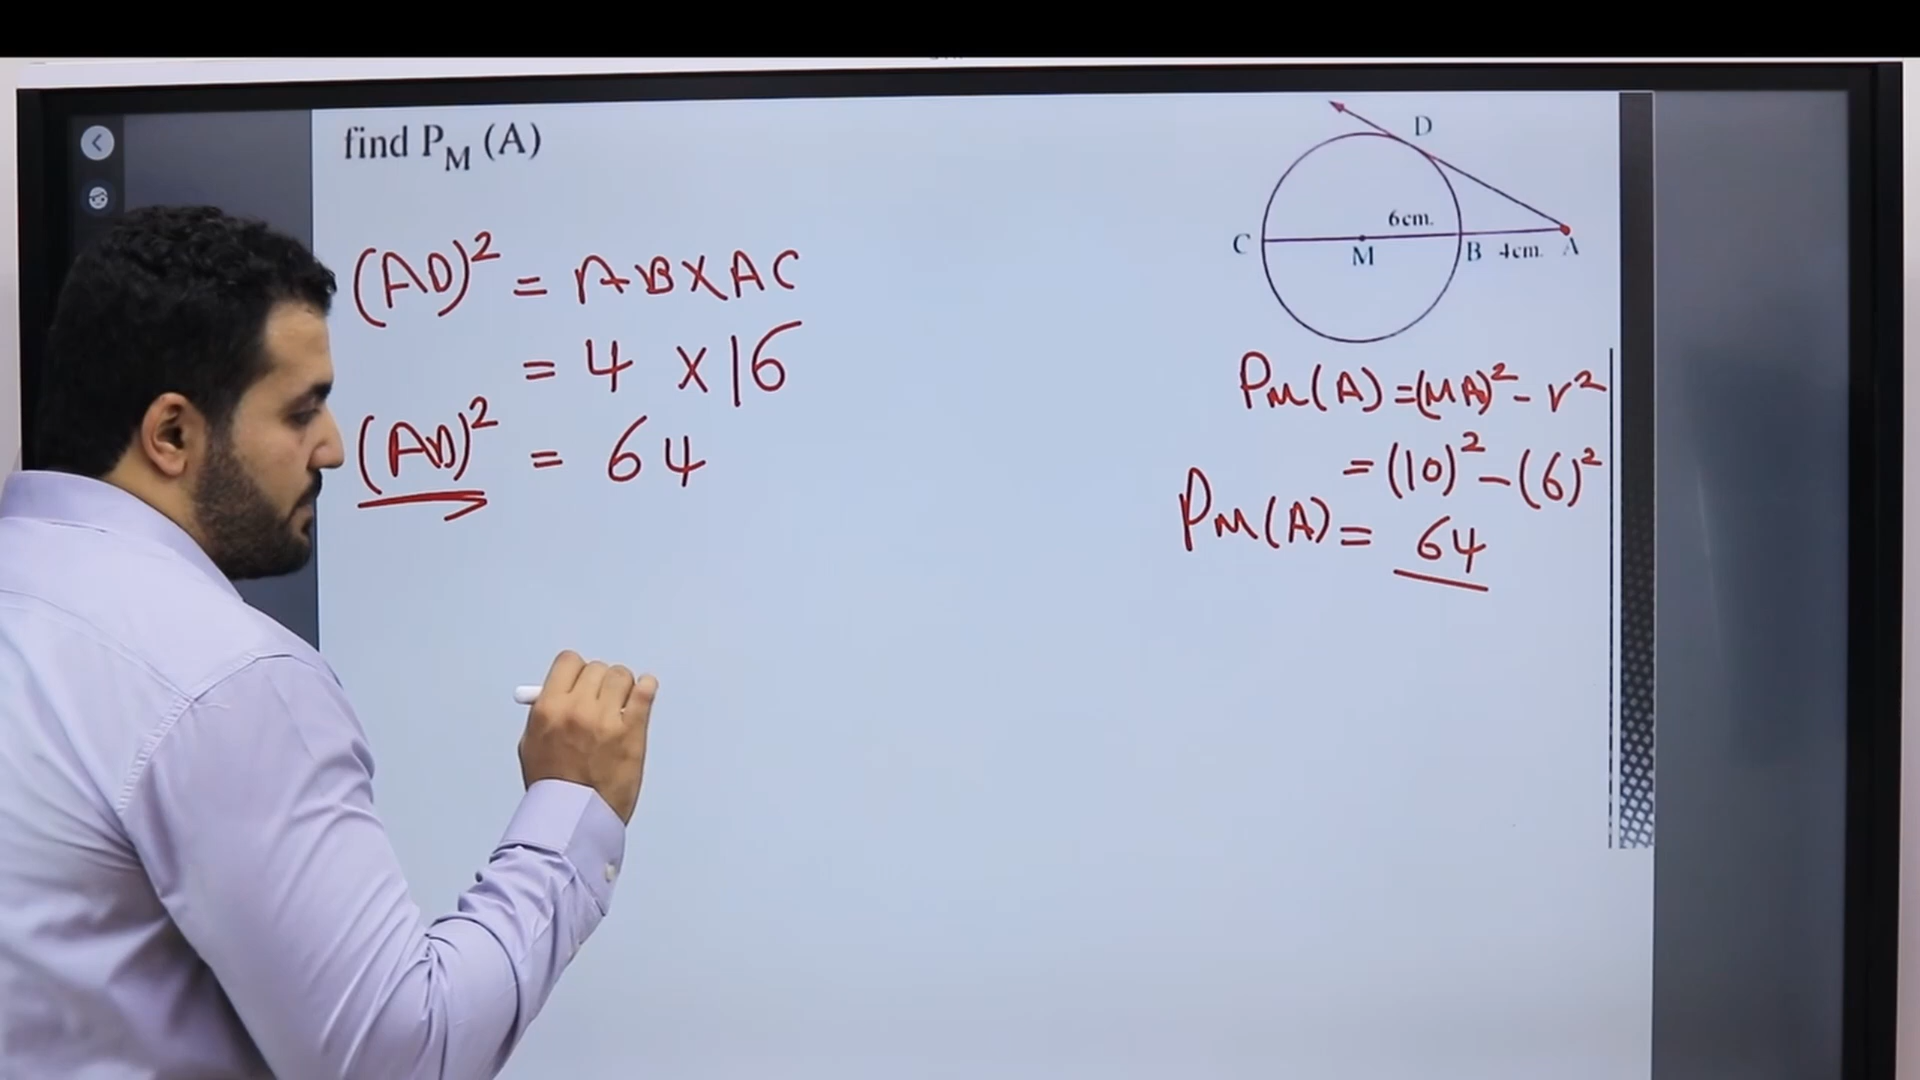 find P_M (A)
(AD)² = AB X AC
= 4 X 16
(AD)² = 64
D
6cm.
C
M
B
4cm.
A
P_M(A) = (MA)² - r²
= (10)² - (6)²
P_M(A) = 64